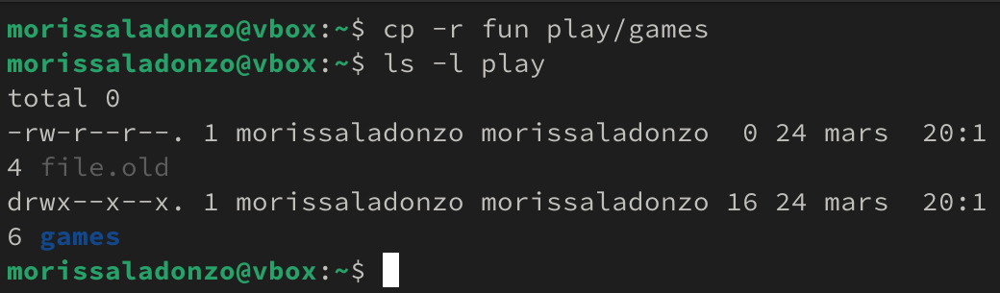 morissaladonzo@vbox:~$ cp -r fun play/games
morissaladonzo@vbox:~$ ls -l play
total 0
-rw-r--r--. 1 morissaladonzo morissaladonzo  0 24 mars  20:1
4 file.old
drwx--x--x. 1 morissaladonzo morissaladonzo 16 24 mars  20:1
6 games
morissaladonzo@vbox:~$